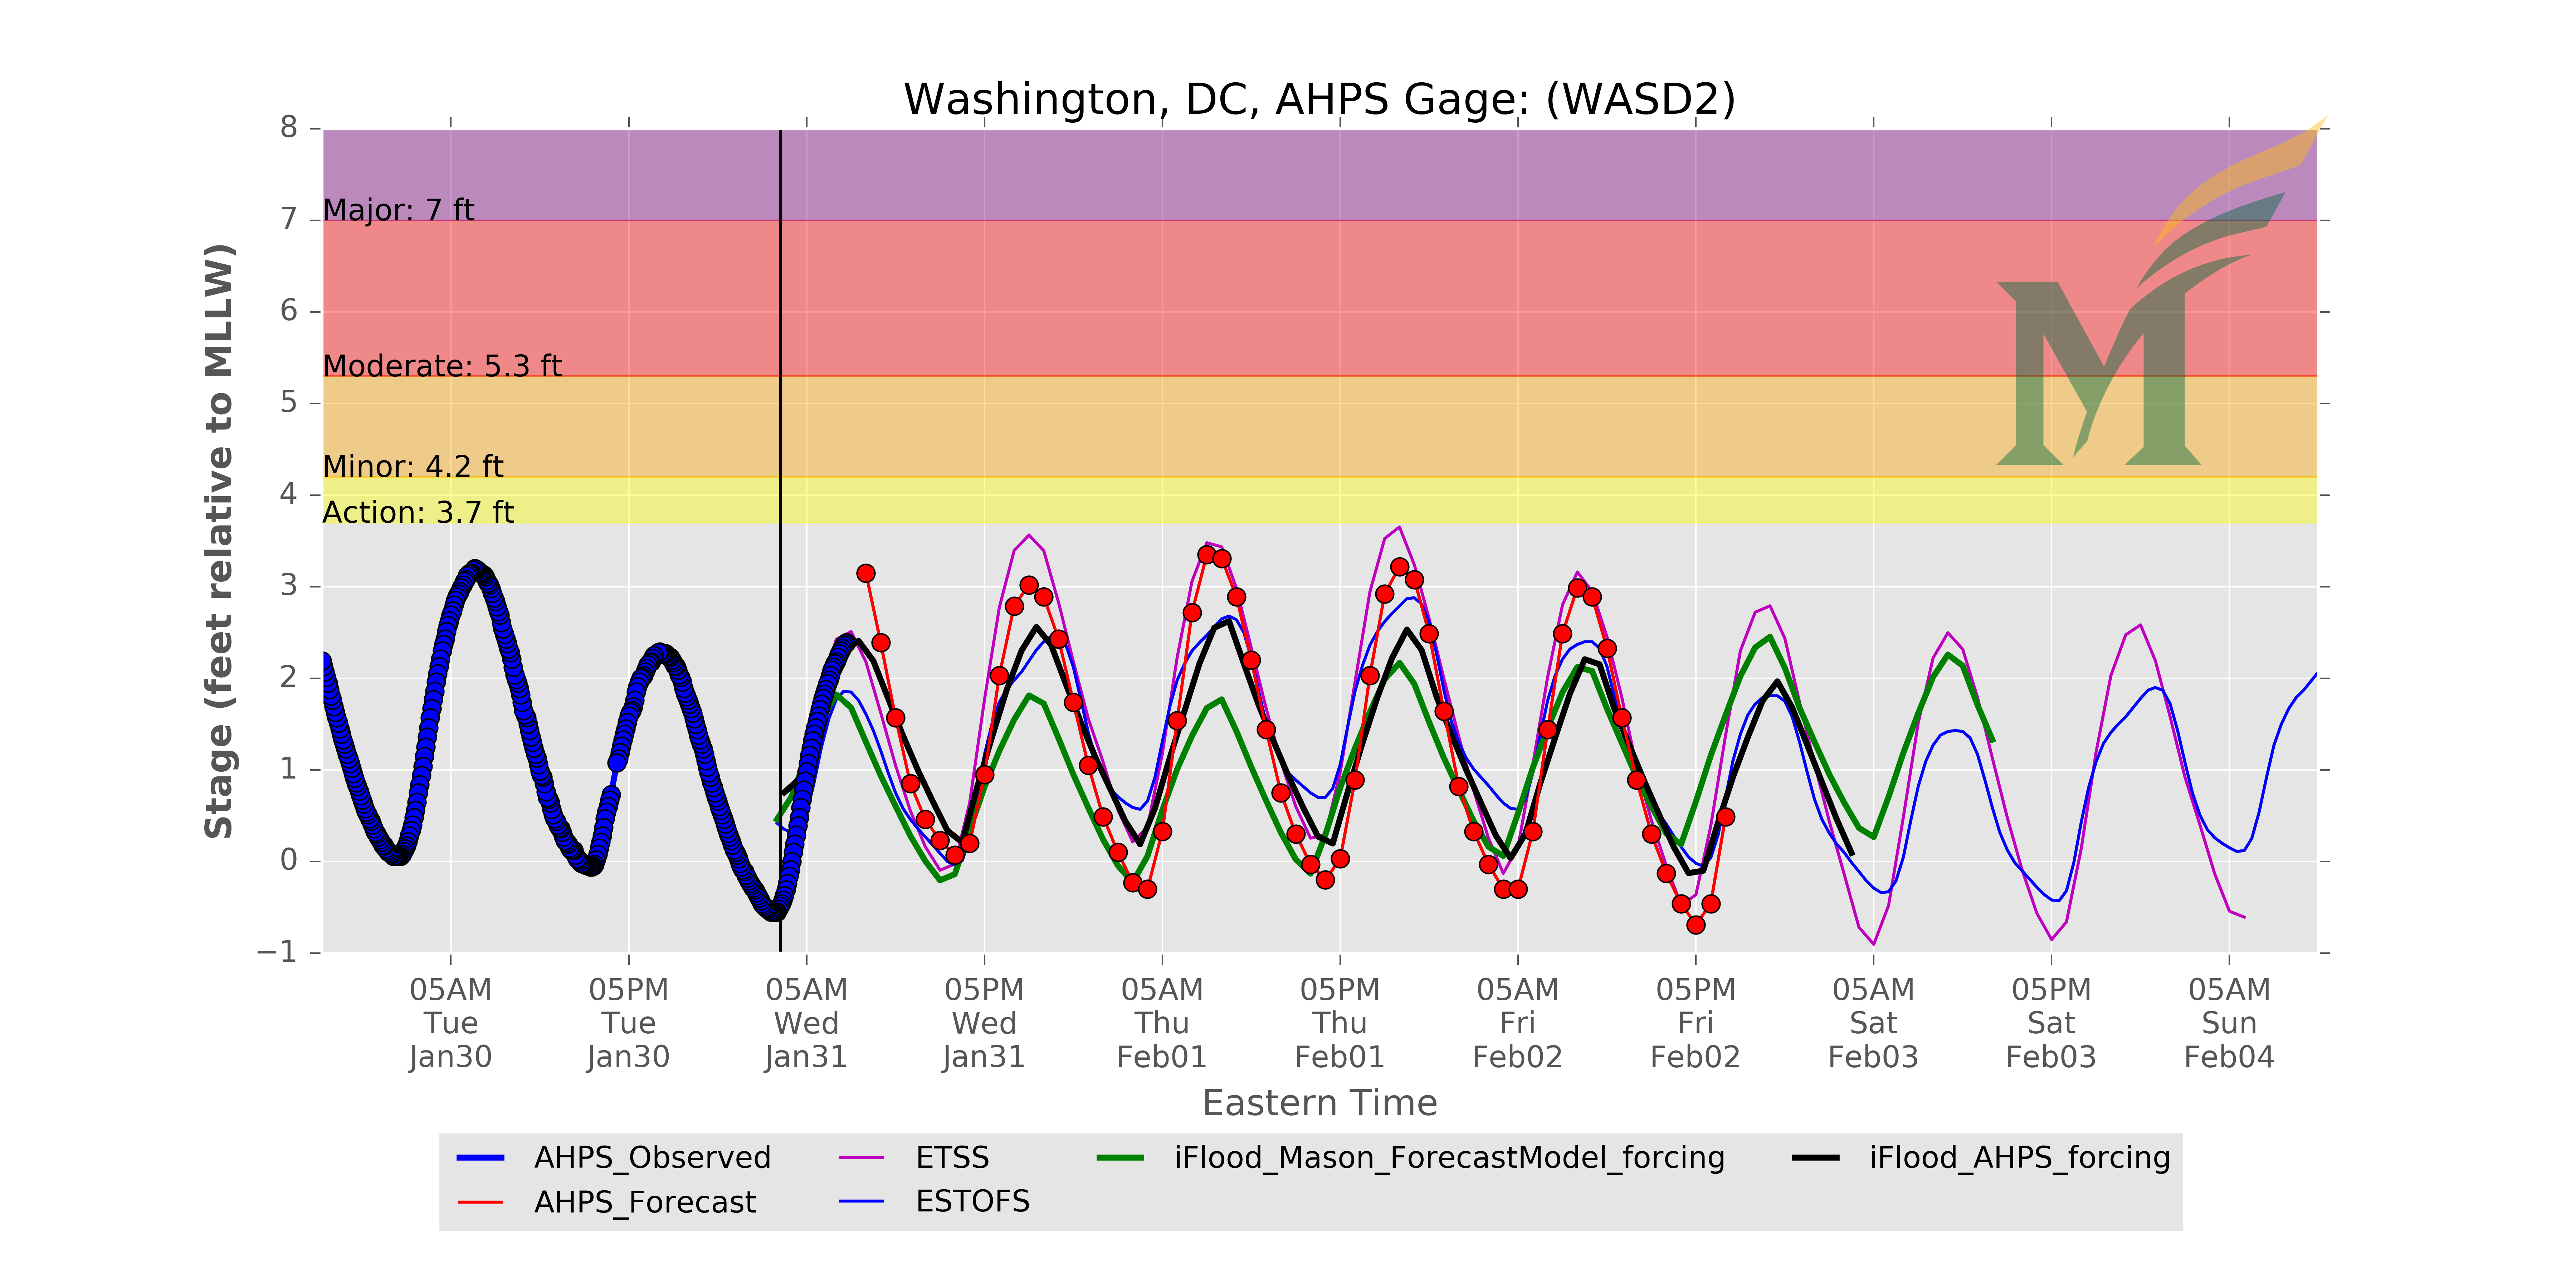 Washington, DC, AHPS Gage: (WASD2)
8
7
6
5
4
3
2
1
0
−1
Stage (feet relative to MLLW)
Major: 7 ft
Moderate: 5.3 ft
Minor: 4.2 ft
Action: 3.7 ft
M
05AM 05PM 05AM 05PM 05AM 05PM 05AM 05PM 05AM 05PM 05AM
Tue Tue Wed Wed Thu Thu Fri Fri Sat Sat Sun
Jan30 Jan30 Jan31 Jan31 Feb01 Feb01 Feb02 Feb02 Feb03 Feb03 Feb04
Eastern Time
AHPS_Observed ETSS iFlood_Mason_ForecastModel_forcing iFlood_AHPS_forcing
AHPS_Forecast ESTOFS